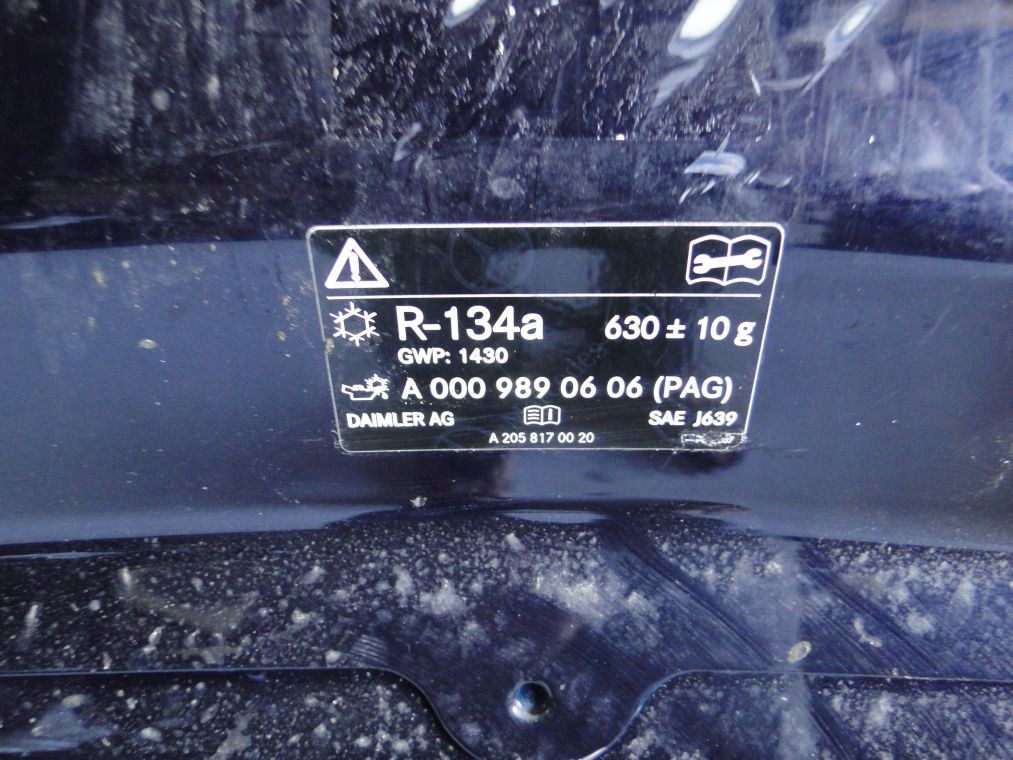 R-134a 630 ± 10 g
GWP: 1430
A 000 989 06 06 (PAG)
DAIMLER AG SAE J639
A 205 817 00 20